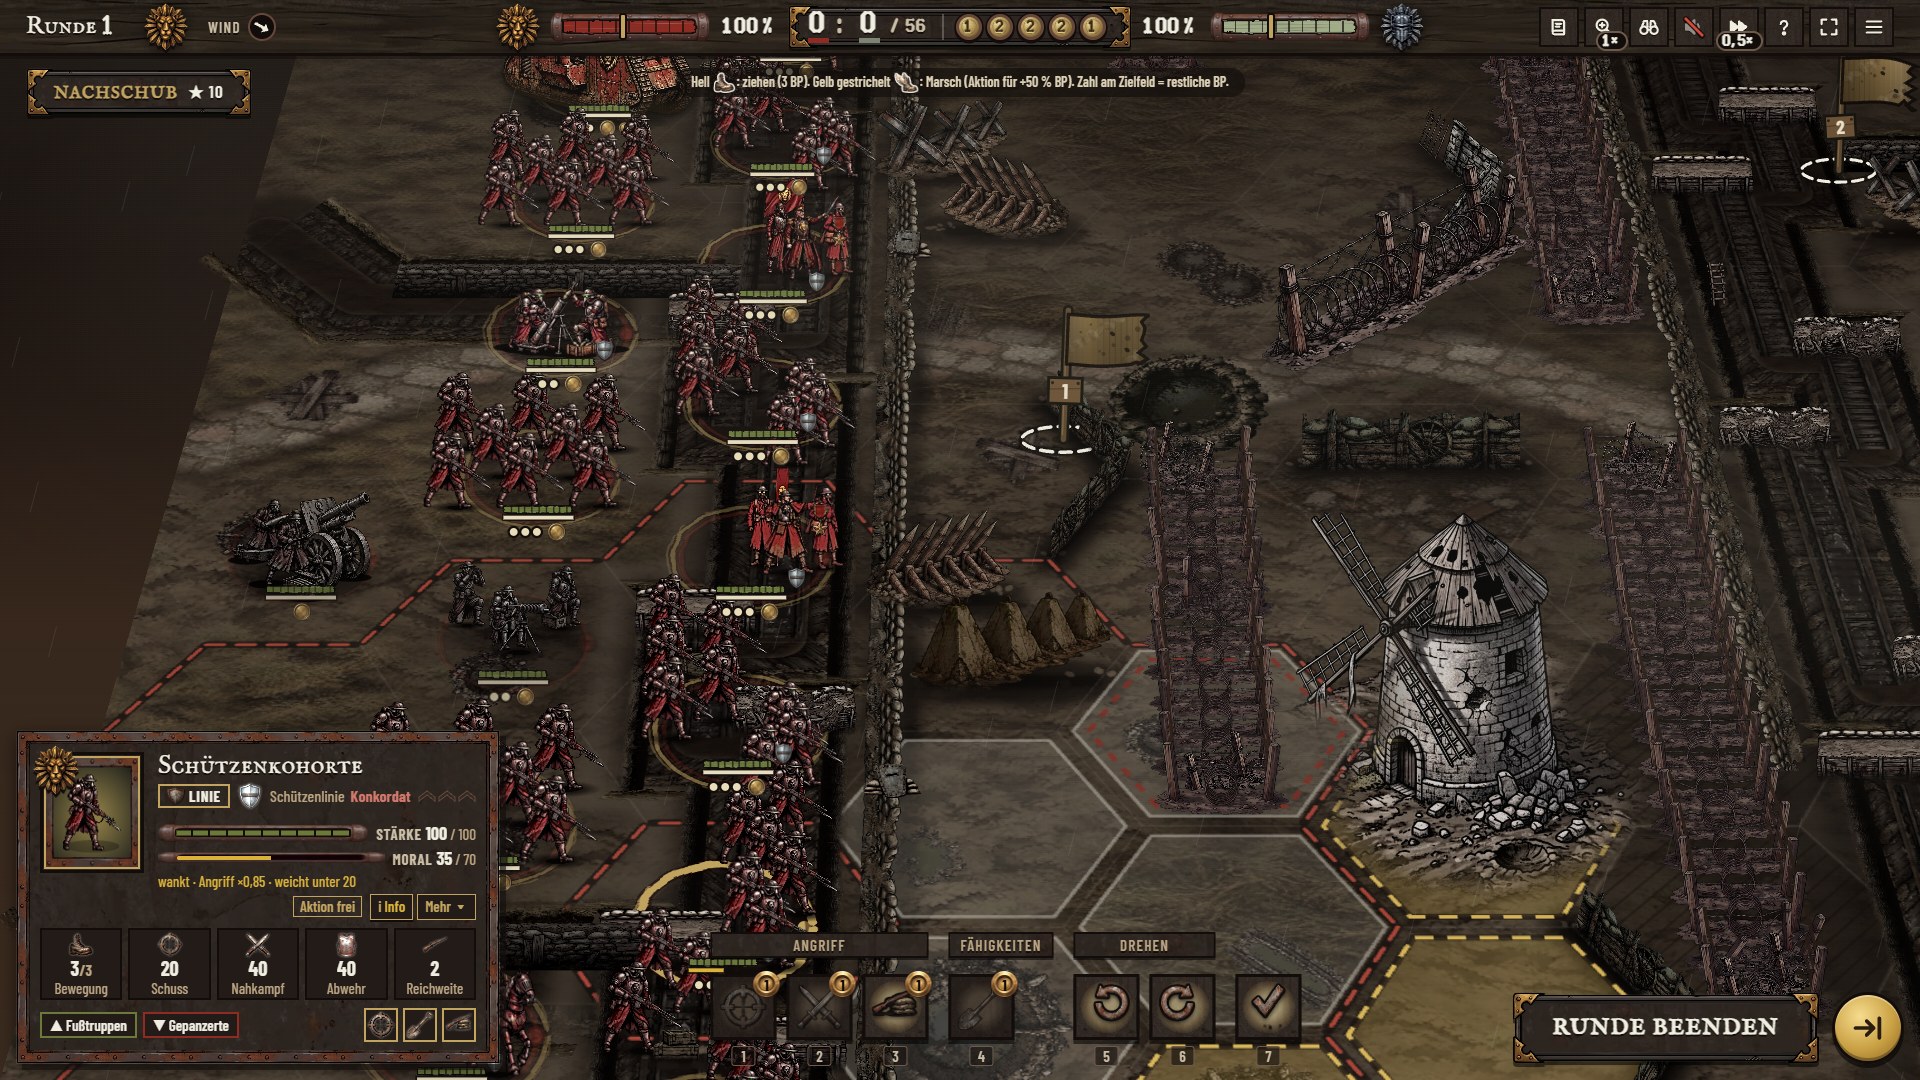 RUNDE 1
WIND
100 %
0 : 0 / 56
1 2 2 2 1
100 %
1×
0,5×
?
NACHSCHUB ★ 10
Hell : ziehen (3 BP). Gelb gestrichelt : Marsch (Aktion für +50 % BP). Zahl am Zielfeld = restliche BP.
2
1
SCHÜTZENKOHORTE
LINIE Schützenlinie Konkordat
STÄRKE 100 / 100
MORAL 35 / 70
wankt · Angriff ×0,85 · weicht unter 20
Aktion frei i Info Mehr
3/3 20 40 40 2
Bewegung Schuss Nahkampf Abwehr Reichweite
▲ Fußtruppen ▼ Gepanzerte
ANGRIFF FÄHIGKEITEN DREHEN
1 1 1 1
1 2 3 4 5 6 7
RUNDE BEENDEN